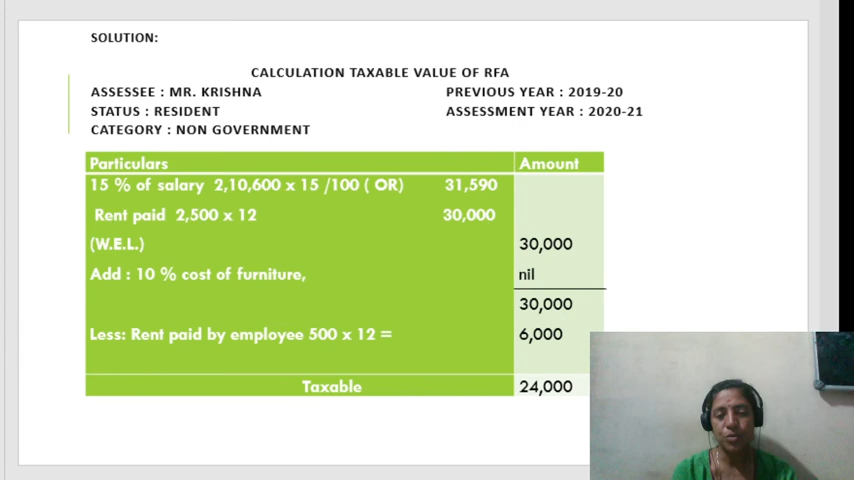 SOLUTION:
CALCULATION TAXABLE VALUE OF RFA
ASSESSEE : MR. KRISHNA PREVIOUS YEAR : 2019-20
STATUS : RESIDENT ASSESSMENT YEAR : 2020-21
CATEGORY : NON GOVERNMENT
Particulars Amount
15 % of salary 2,10,600 x 15 /100 ( OR) 31,590
Rent paid 2,500 x 12 30,000
(W.E.L.) 30,000
Add : 10 % cost of furniture, nil
30,000
Less: Rent paid by employee 500 x 12 = 6,000
Taxable 24,000